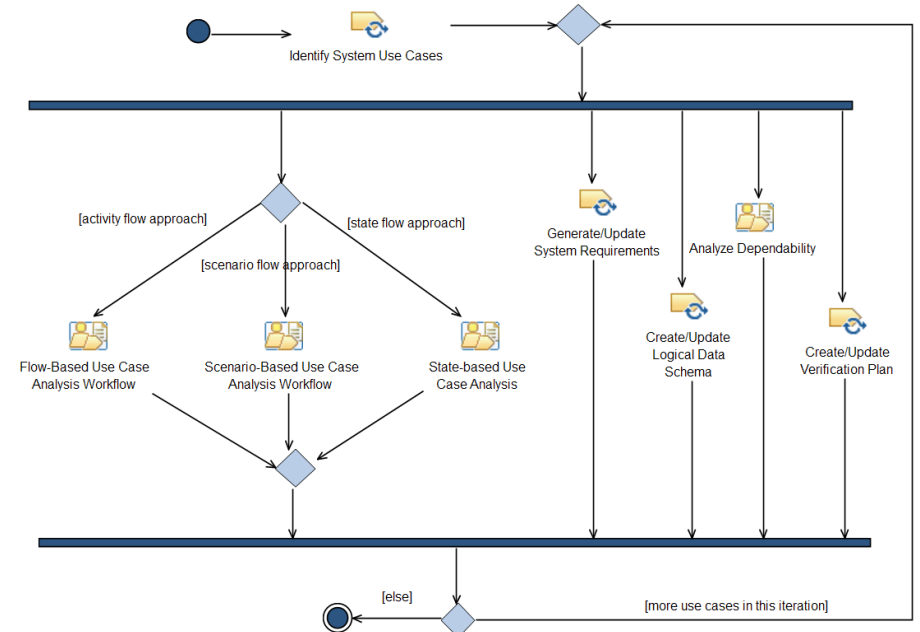 Identify System Use Cases
[activity flow approach]
[state flow approach]
[scenario flow approach]
Generate/Update
System Requirements
Analyze Dependability
Create/Update
Logical Data
Schema
Create/Update
Verification Plan
Flow-Based Use Case
Analysis Workflow
Scenario-Based Use Case
Analysis Workflow
State-based Use
Case Analysis
[else]
[more use cases in this iteration]